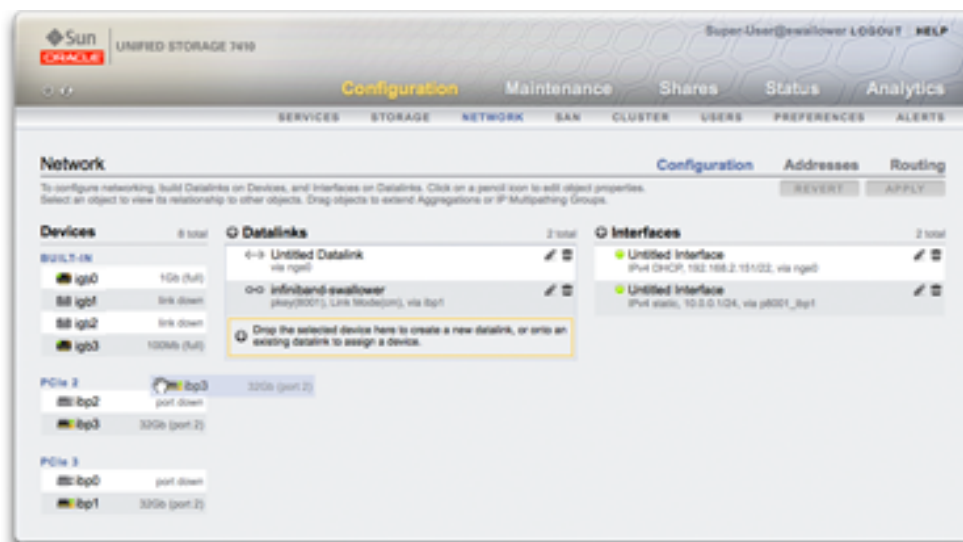 Sun
ORACLE
UNIFIED STORAGE 7410
Super-User@swallower LOGOUT HELP
Configuration Maintenance Shares Status Analytics
SERVICES STORAGE NETWORK SAN CLUSTER USERS PREFERENCES ALERTS
Network
Configuration Addresses Routing
To configure networking, build Datalinks on Devices, and Interfaces on Datalinks. Click on a pencil icon to edit object properties.
Select an object to view its relationship to other objects. Drag objects to extend Aggregations or IP Multipathing Groups.
REVERT APPLY
Devices 8 total
BUILT-IN
igb0 1Gb (full)
igb1 link down
igb2 link down
igb3 100Mb (full)
PCIe 2
ibp2 port down
ibp3 32Gb (port 2)
PCIe 3
ibp0 port down
ibp1 32Gb (port 2)
ibp3 32Gb (port 2)
Datalinks 2 total
Untitled Datalink
via nge0
infiniband-swallower
pkey(8001), Link Mode(cm), via ibp1
Drop the selected device here to create a new datalink, or onto an
existing datalink to assign a device.
Interfaces 2 total
Untitled Interface
IPv4 DHCP, 192.168.2.151/22, via nge0
Untitled Interface
IPv4 static, 10.0.0.1/24, via p8001_ibp1